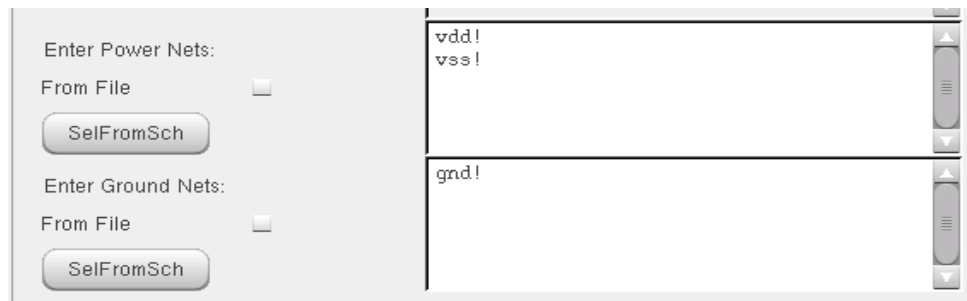 Enter Power Nets:
From File
SelFromSch
vdd!
vss!
Enter Ground Nets:
From File
SelFromSch
gnd!